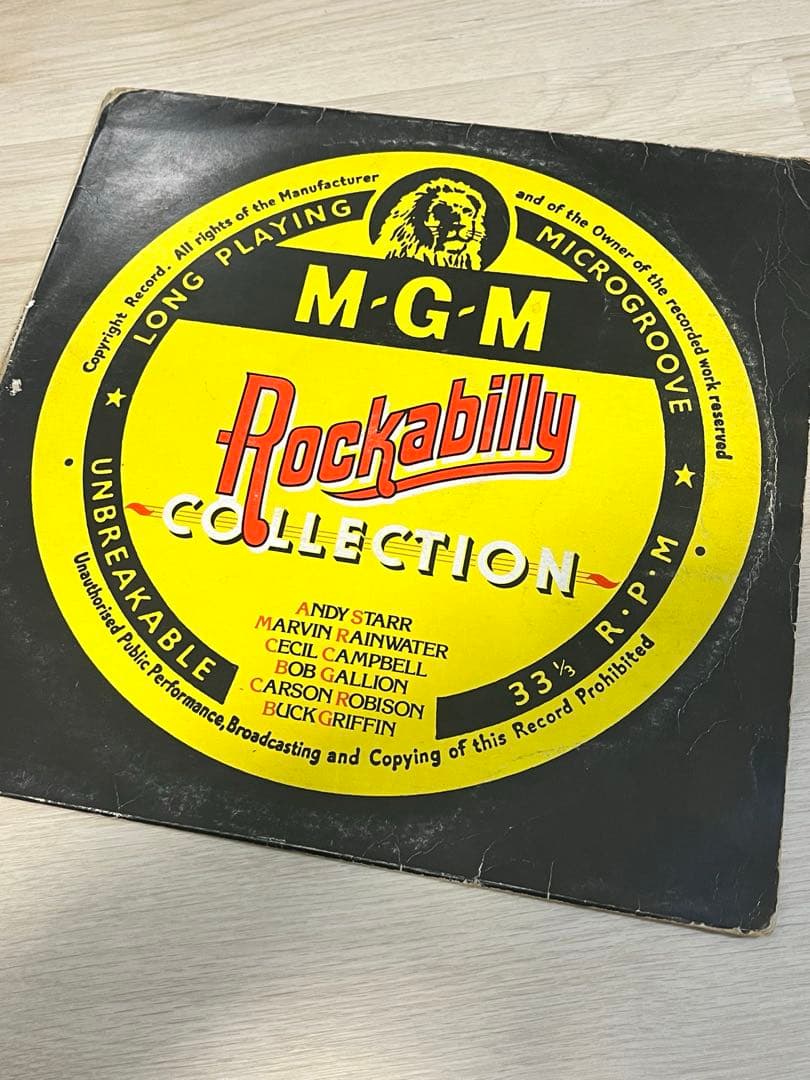 Copyright Record. All rights of the Manufacturer and of the Owner of the recorded work reserved
LONG PLAYING
MICROGROOVE
M-G-M
Rockabilly
COLLECTION
UNBREAKABLE
33⅓ R·P·M
ANDY STARR
MARVIN RAINWATER
CECIL CAMPBELL
BOB GALLION
CARSON ROBISON
BUCK GRIFFIN
Unauthorised Public Performance, Broadcasting and Copying of this Record Prohibited